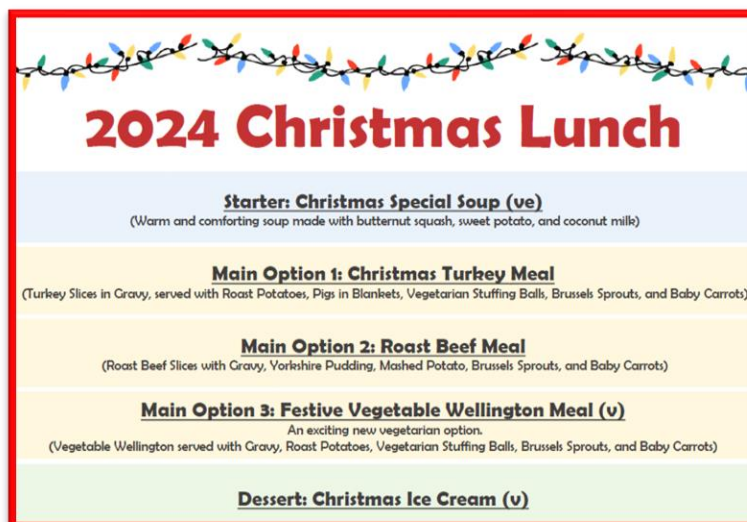 2024 Christmas Lunch
Starter: Christmas Special Soup (ve)
(Warm and comforting soup made with butternut squash, sweet potato, and coconut milk)
Main Option 1: Christmas Turkey Meal
(Turkey Slices in Gravy, served with Roast Potatoes, Pigs in Blankets, Vegetarian Stuffing Balls, Brussels Sprouts, and Baby Carrots)
Main Option 2: Roast Beef Meal
(Roast Beef Slices with Gravy, Yorkshire Pudding, Mashed Potato, Brussels Sprouts, and Baby Carrots)
Main Option 3: Festive Vegetable Wellington Meal (v)
An exciting new vegetarian option.
(Vegetable Wellington served with Gravy, Roast Potatoes, Vegetarian Stuffing Balls, Brussels Sprouts, and Baby Carrots)
Dessert: Christmas Ice Cream (v)